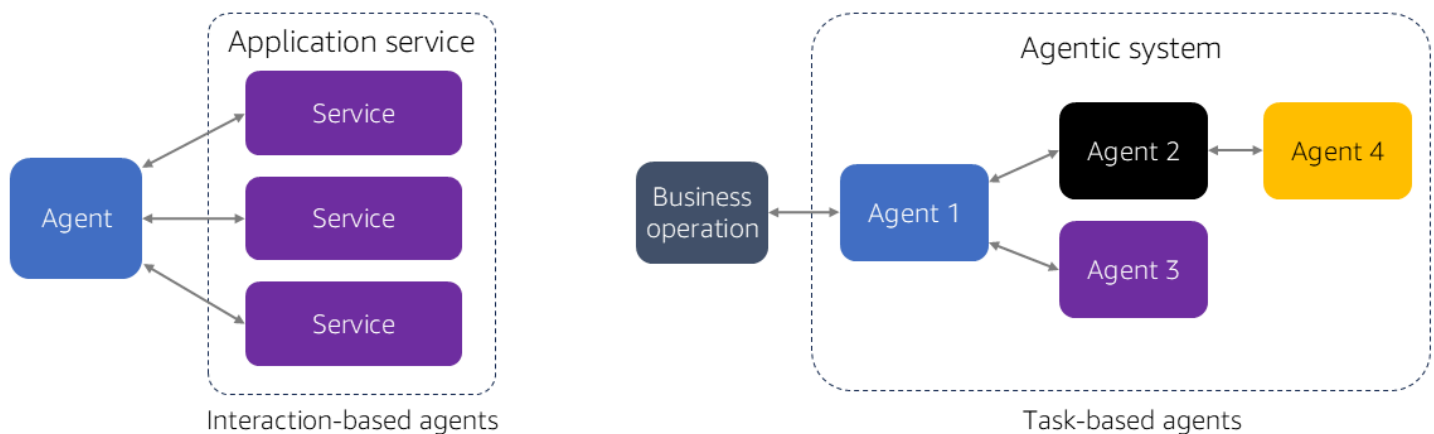 Application service
Service
Agent
Service
Service
Interaction-based agents
Agentic system
Business
operation
Agent 1
Agent 2
Agent 4
Agent 3
Task-based agents